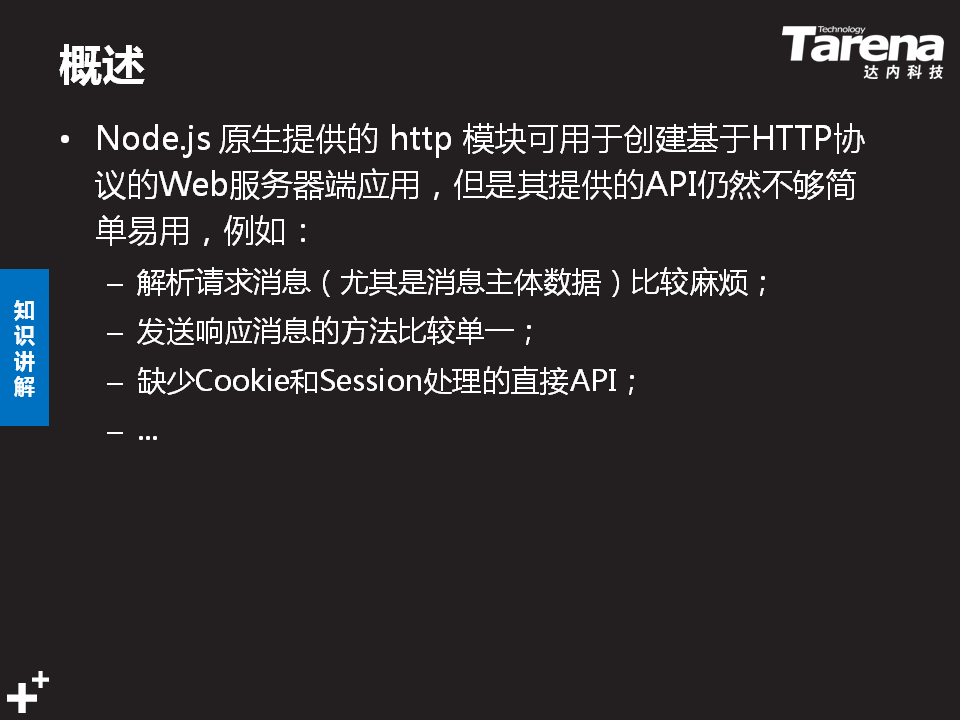 概述
Technology
Tarena
达内科技
• Node.js 原生提供的 http 模块可用于创建基于HTTP协
议的Web服务器端应用，但是其提供的API仍然不够简
单易用，例如：
– 解析请求消息（尤其是消息主体数据）比较麻烦；
– 发送响应消息的方法比较单一；
– 缺少Cookie和Session处理的直接API；
– ...
知
识
讲
解